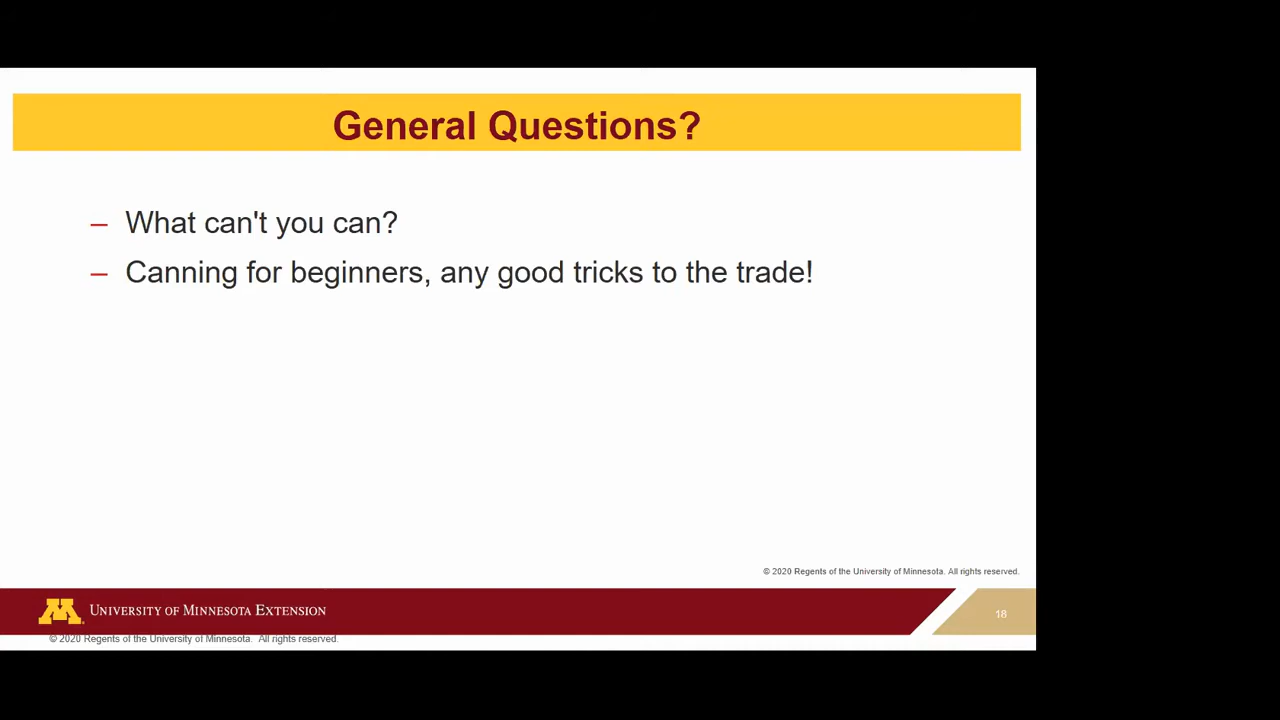 General Questions?
– What can't you can?
– Canning for beginners, any good tricks to the trade!
© 2020 Regents of the University of Minnesota. All rights reserved.
UNIVERSITY OF MINNESOTA EXTENSION
18
© 2020 Regents of the University of Minnesota. All rights reserved.